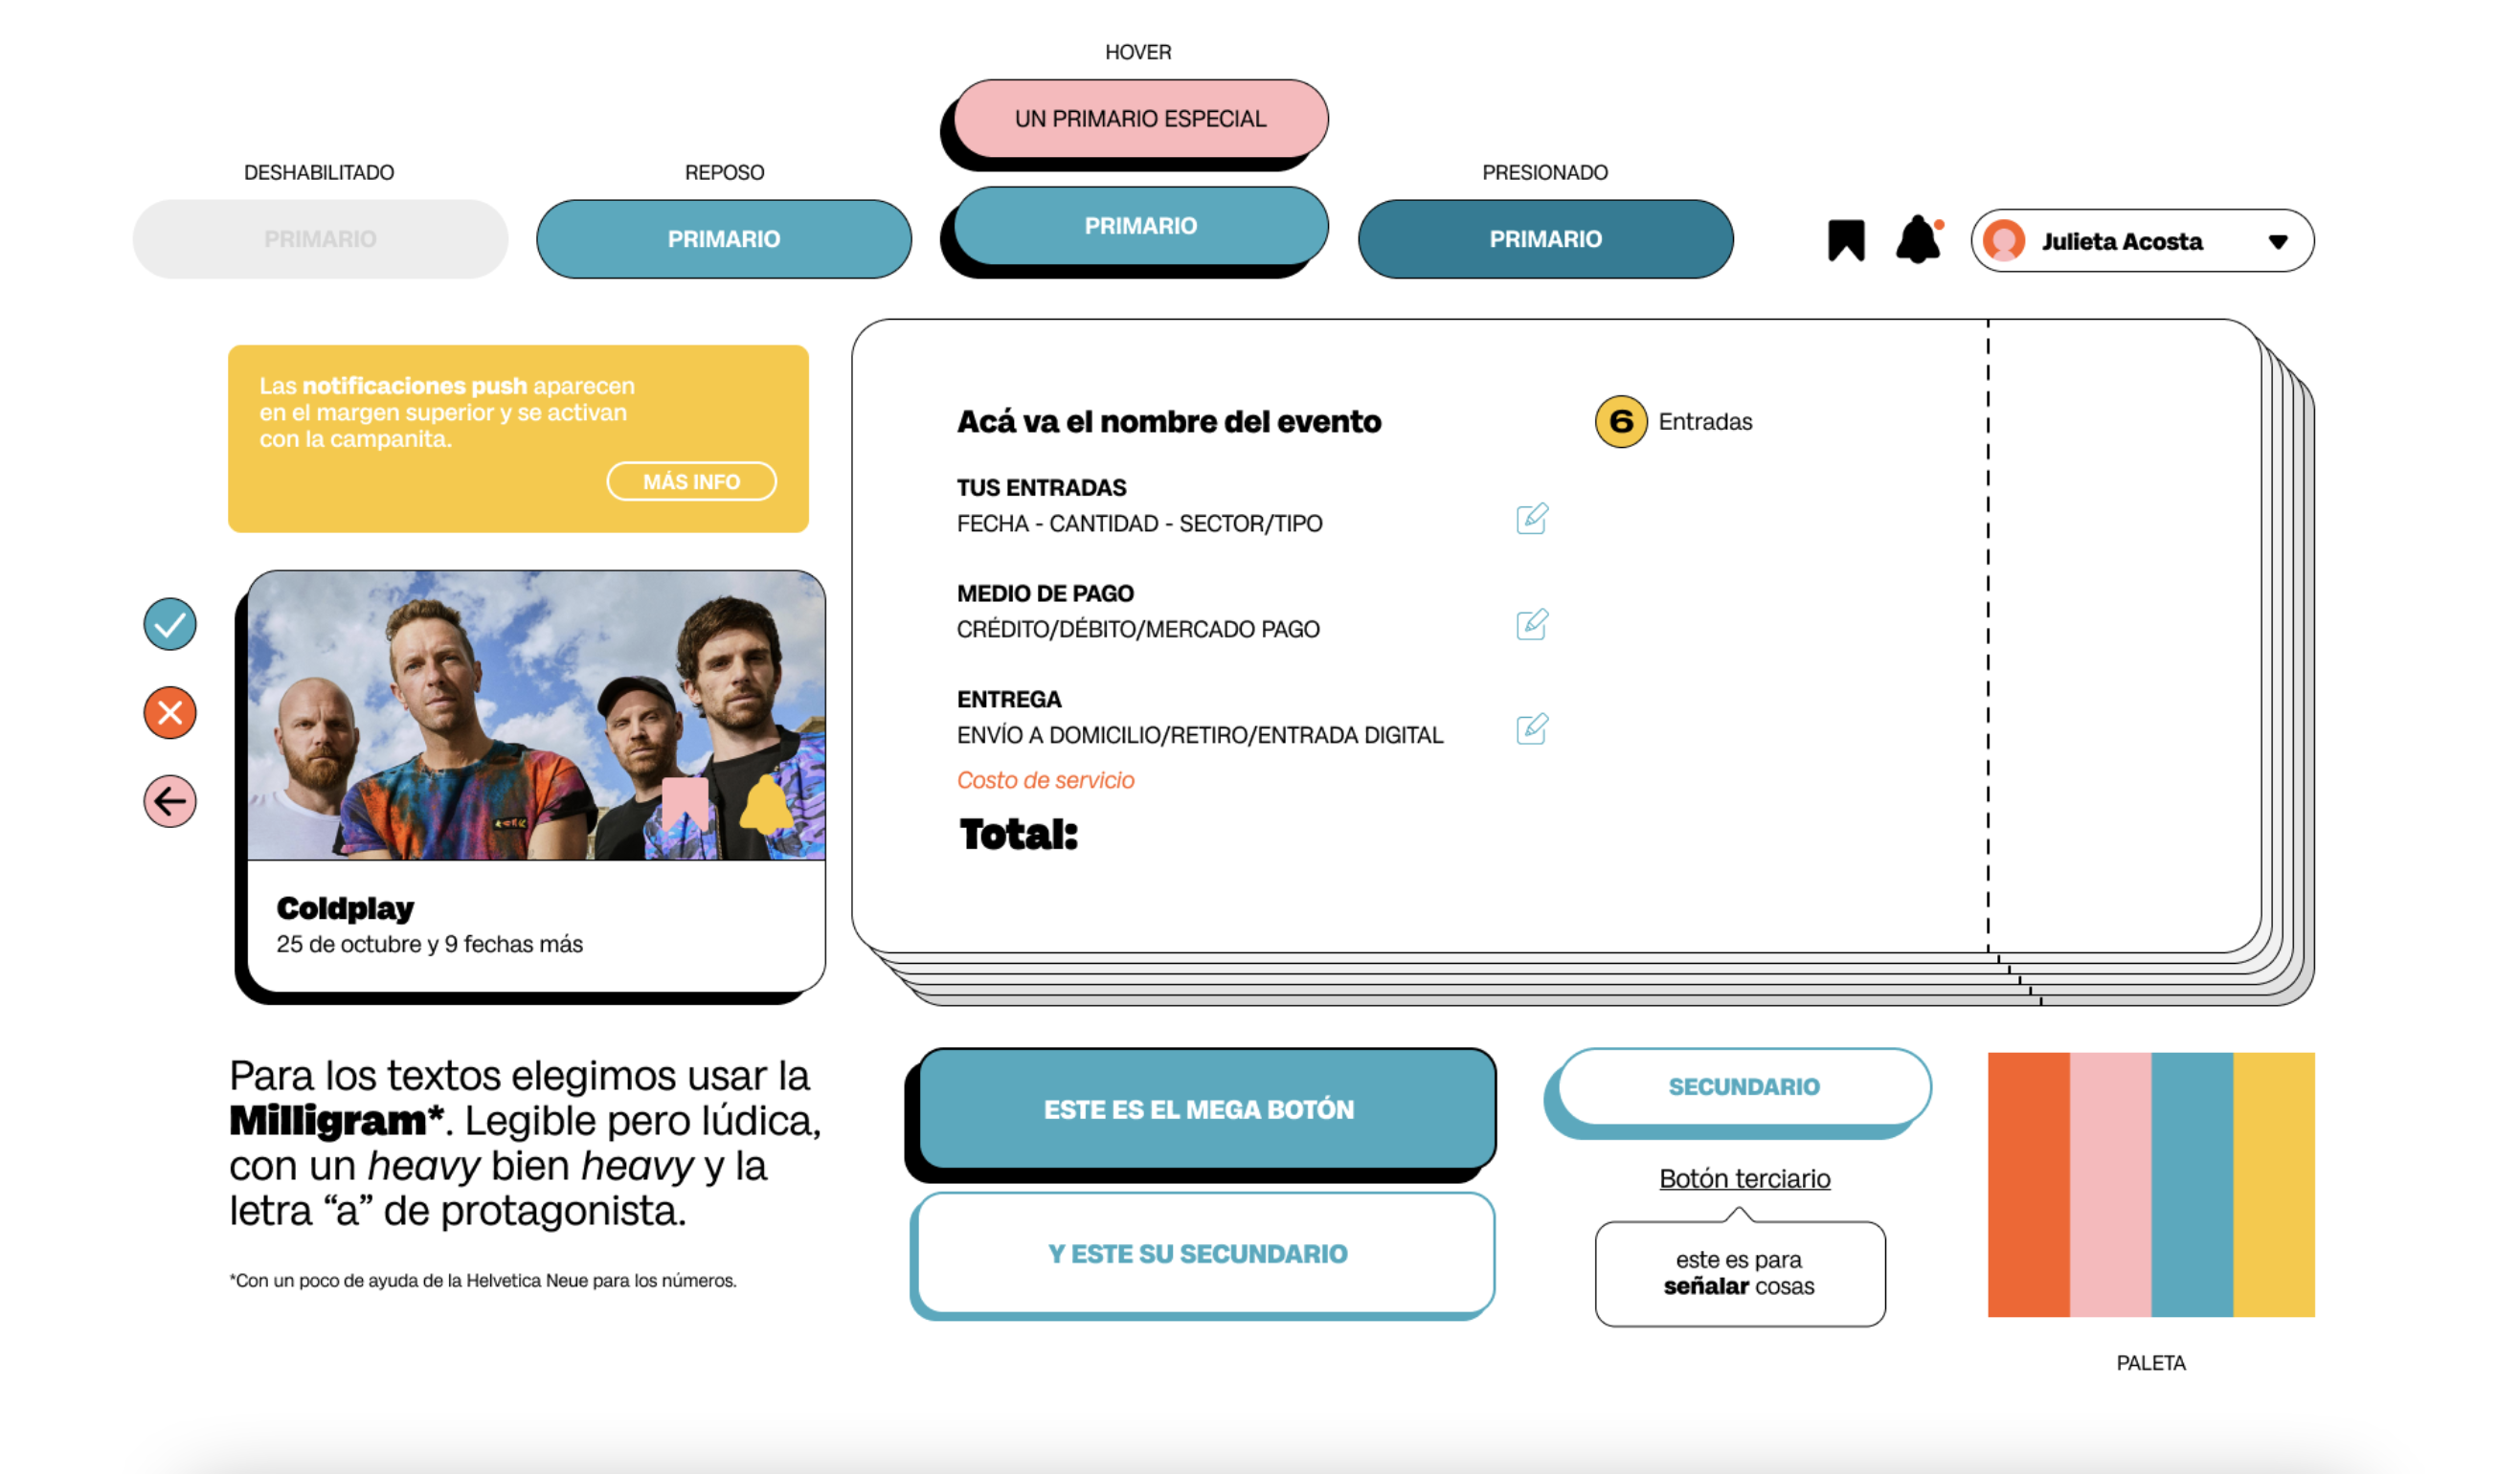 HOVER
UN PRIMARIO ESPECIAL
DESHABILITADO
PRIMARIO
REPOSO
PRIMARIO
PRIMARIO
PRESIONADO
PRIMARIO
Julieta Acosta
Las notificaciones push aparecen
en el margen superior y se activan
con la campanita.
MÁS INFO
Coldplay
25 de octubre y 9 fechas más
Acá va el nombre del evento
6 Entradas
TUS ENTRADAS
FECHA - CANTIDAD - SECTOR/TIPO
MEDIO DE PAGO
CRÉDITO/DÉBITO/MERCADO PAGO
ENTREGA
ENVÍO A DOMICILIO/RETIRO/ENTRADA DIGITAL
Costo de servicio
Total:
Para los textos elegimos usar la
Milligram*. Legible pero lúdica,
con un heavy bien heavy y la
letra “a” de protagonista.
*Con un poco de ayuda de la Helvetica Neue para los números.
ESTE ES EL MEGA BOTÓN
Y ESTE SU SECUNDARIO
SECUNDARIO
Botón terciario
este es para
señalar cosas
PALETA